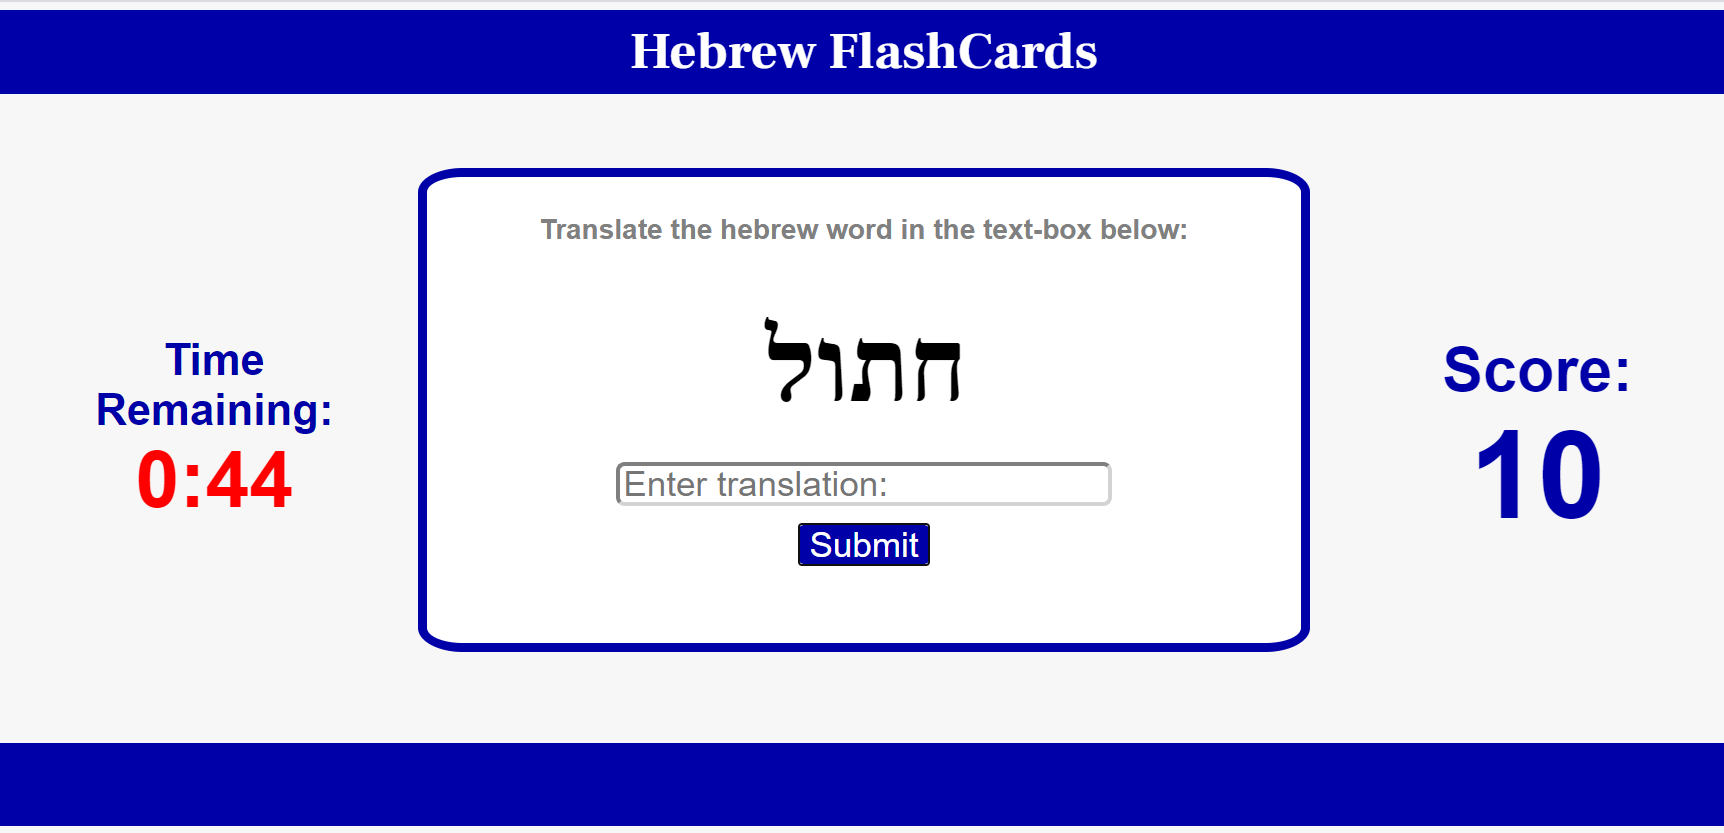 Hebrew FlashCards
Translate the hebrew word in the text-box below:
חתול
Enter translation:
Submit
Time
Remaining:
0:44
Score:
10